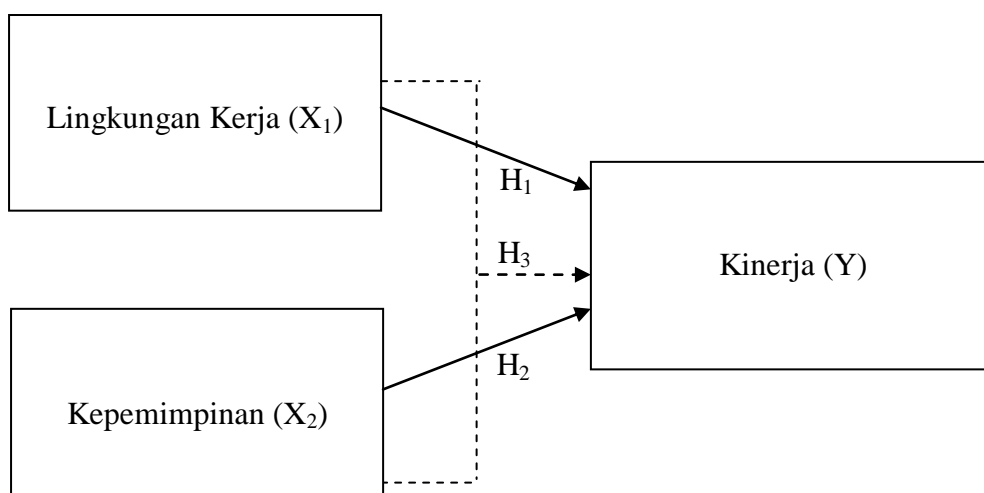 Lingkungan Kerja (X₁)
H₁
H₃
Kinerja (Y)
H₂
Kepemimpinan (X₂)